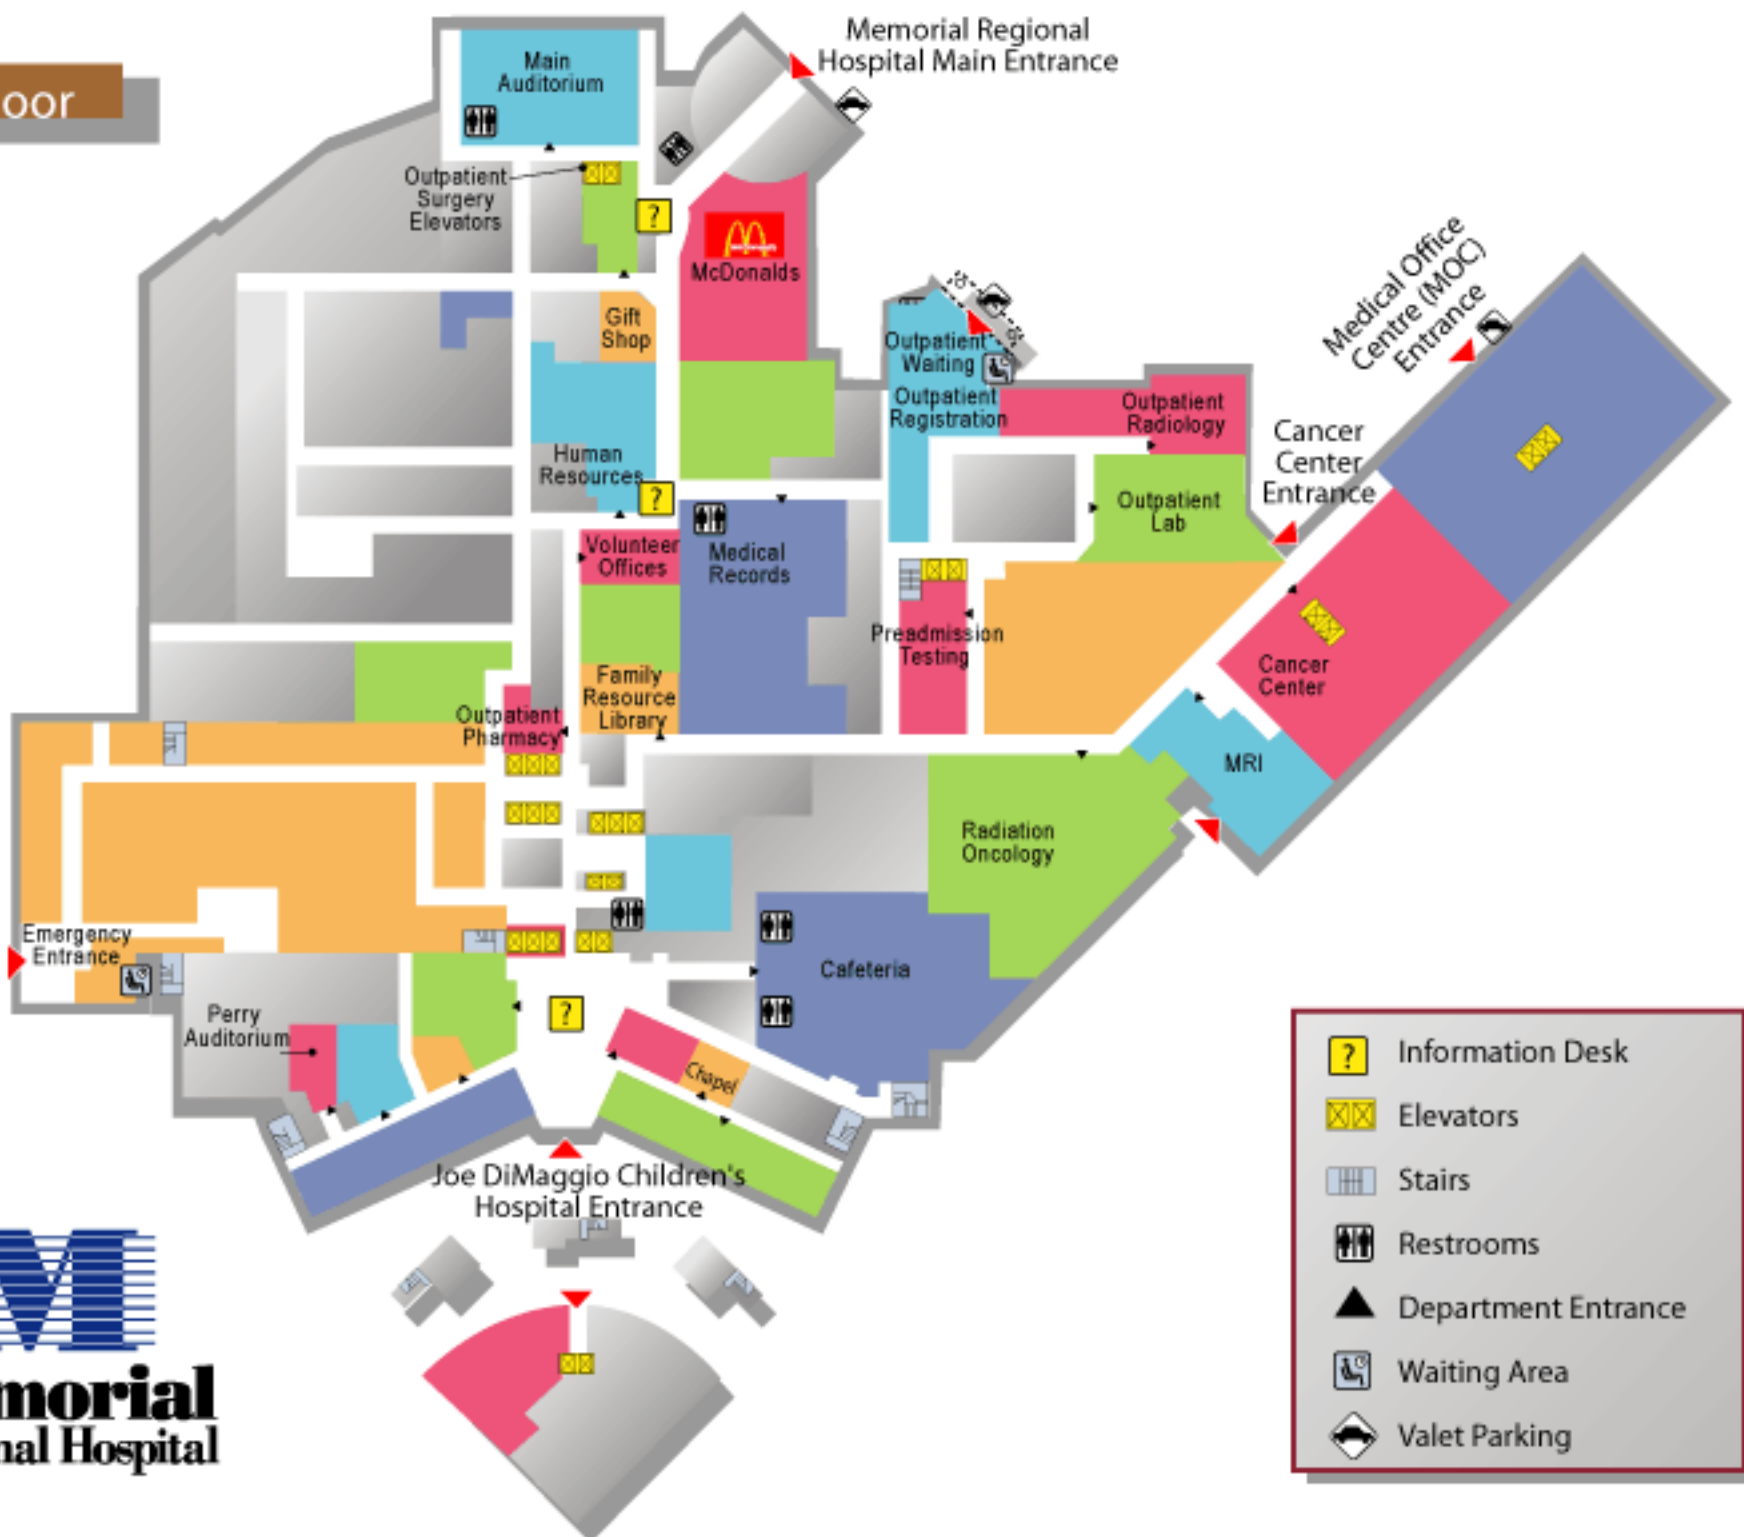 oor
Memorial Regional
Hospital Main Entrance
Main
Auditorium
Outpatient
Surgery
Elevators
?
McDonalds
Gift
Shop
Outpatient
Waiting
Outpatient
Registration
Outpatient
Radiology
Medical Office
Centre (MOC)
Entrance
Cancer
Center
Entrance
Human
Resources
?
Outpatient
Lab
Volunteer
Offices
Medical
Records
Preadmission
Testing
Family
Resource
Library
Outpatient
Pharmacy
Cancer
Center
MRI
Radiation
Oncology
Emergency
Entrance
Cafeteria
Perry
Auditorium
?
Chapel
Joe DiMaggio Children's
Hospital Entrance
? Information Desk
Elevators
Stairs
Restrooms
Department Entrance
Waiting Area
Valet Parking
M
morial
nal Hospital